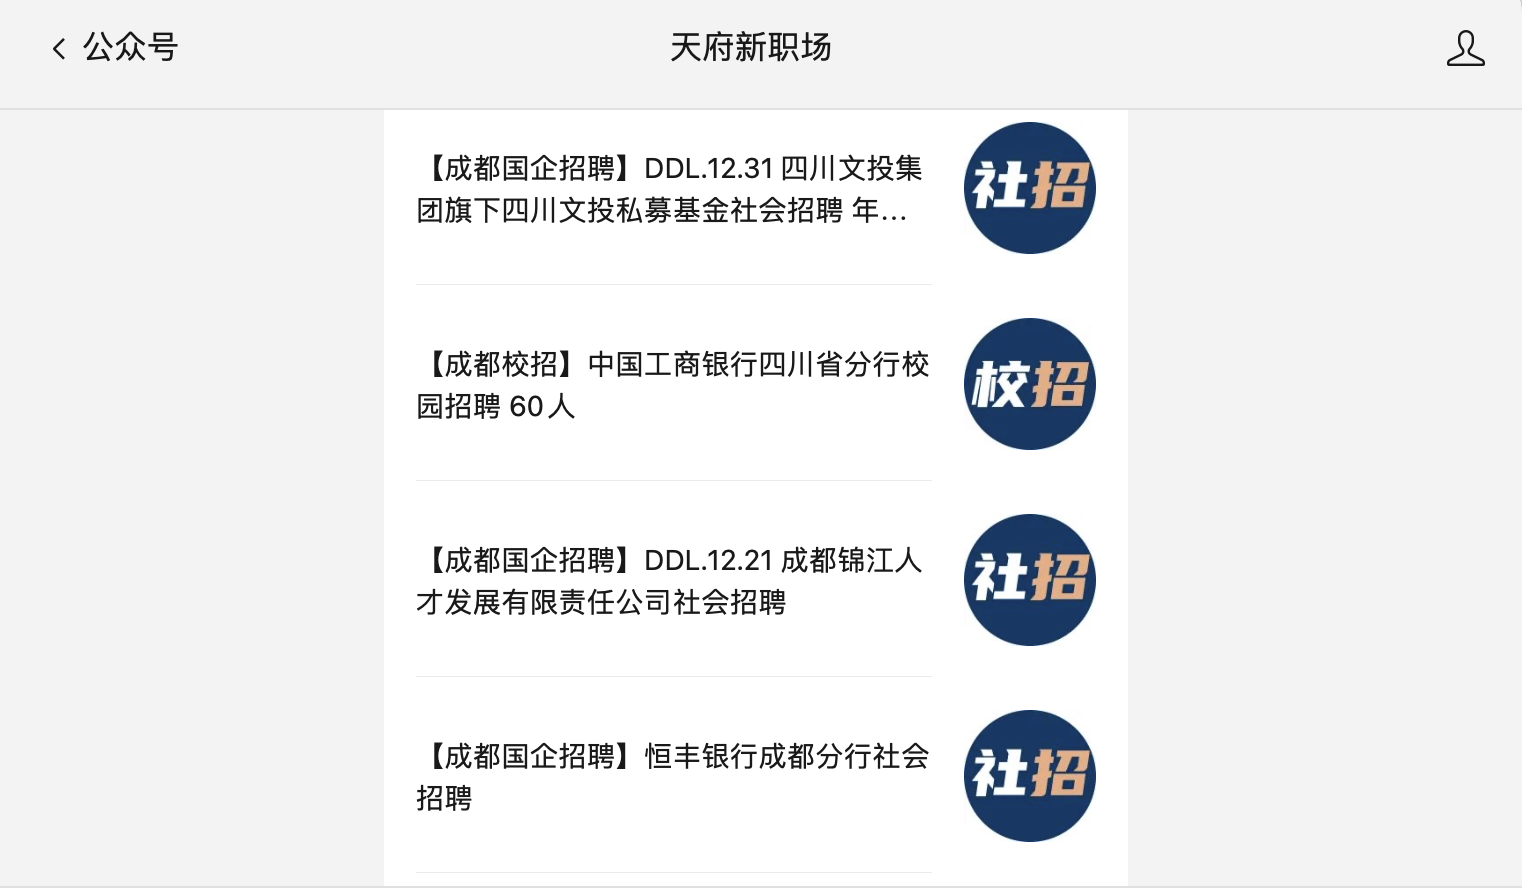 公众号
天府新职场
【成都国企招聘】DDL.12.31 四川文投集
团旗下四川文投私募基金社会招聘 年...
社招
【成都校招】中国工商银行四川省分行校
园招聘 60人
校招
【成都国企招聘】DDL.12.21 成都锦江人
才发展有限责任公司社会招聘
社招
【成都国企招聘】恒丰银行成都分行社会
招聘
社招